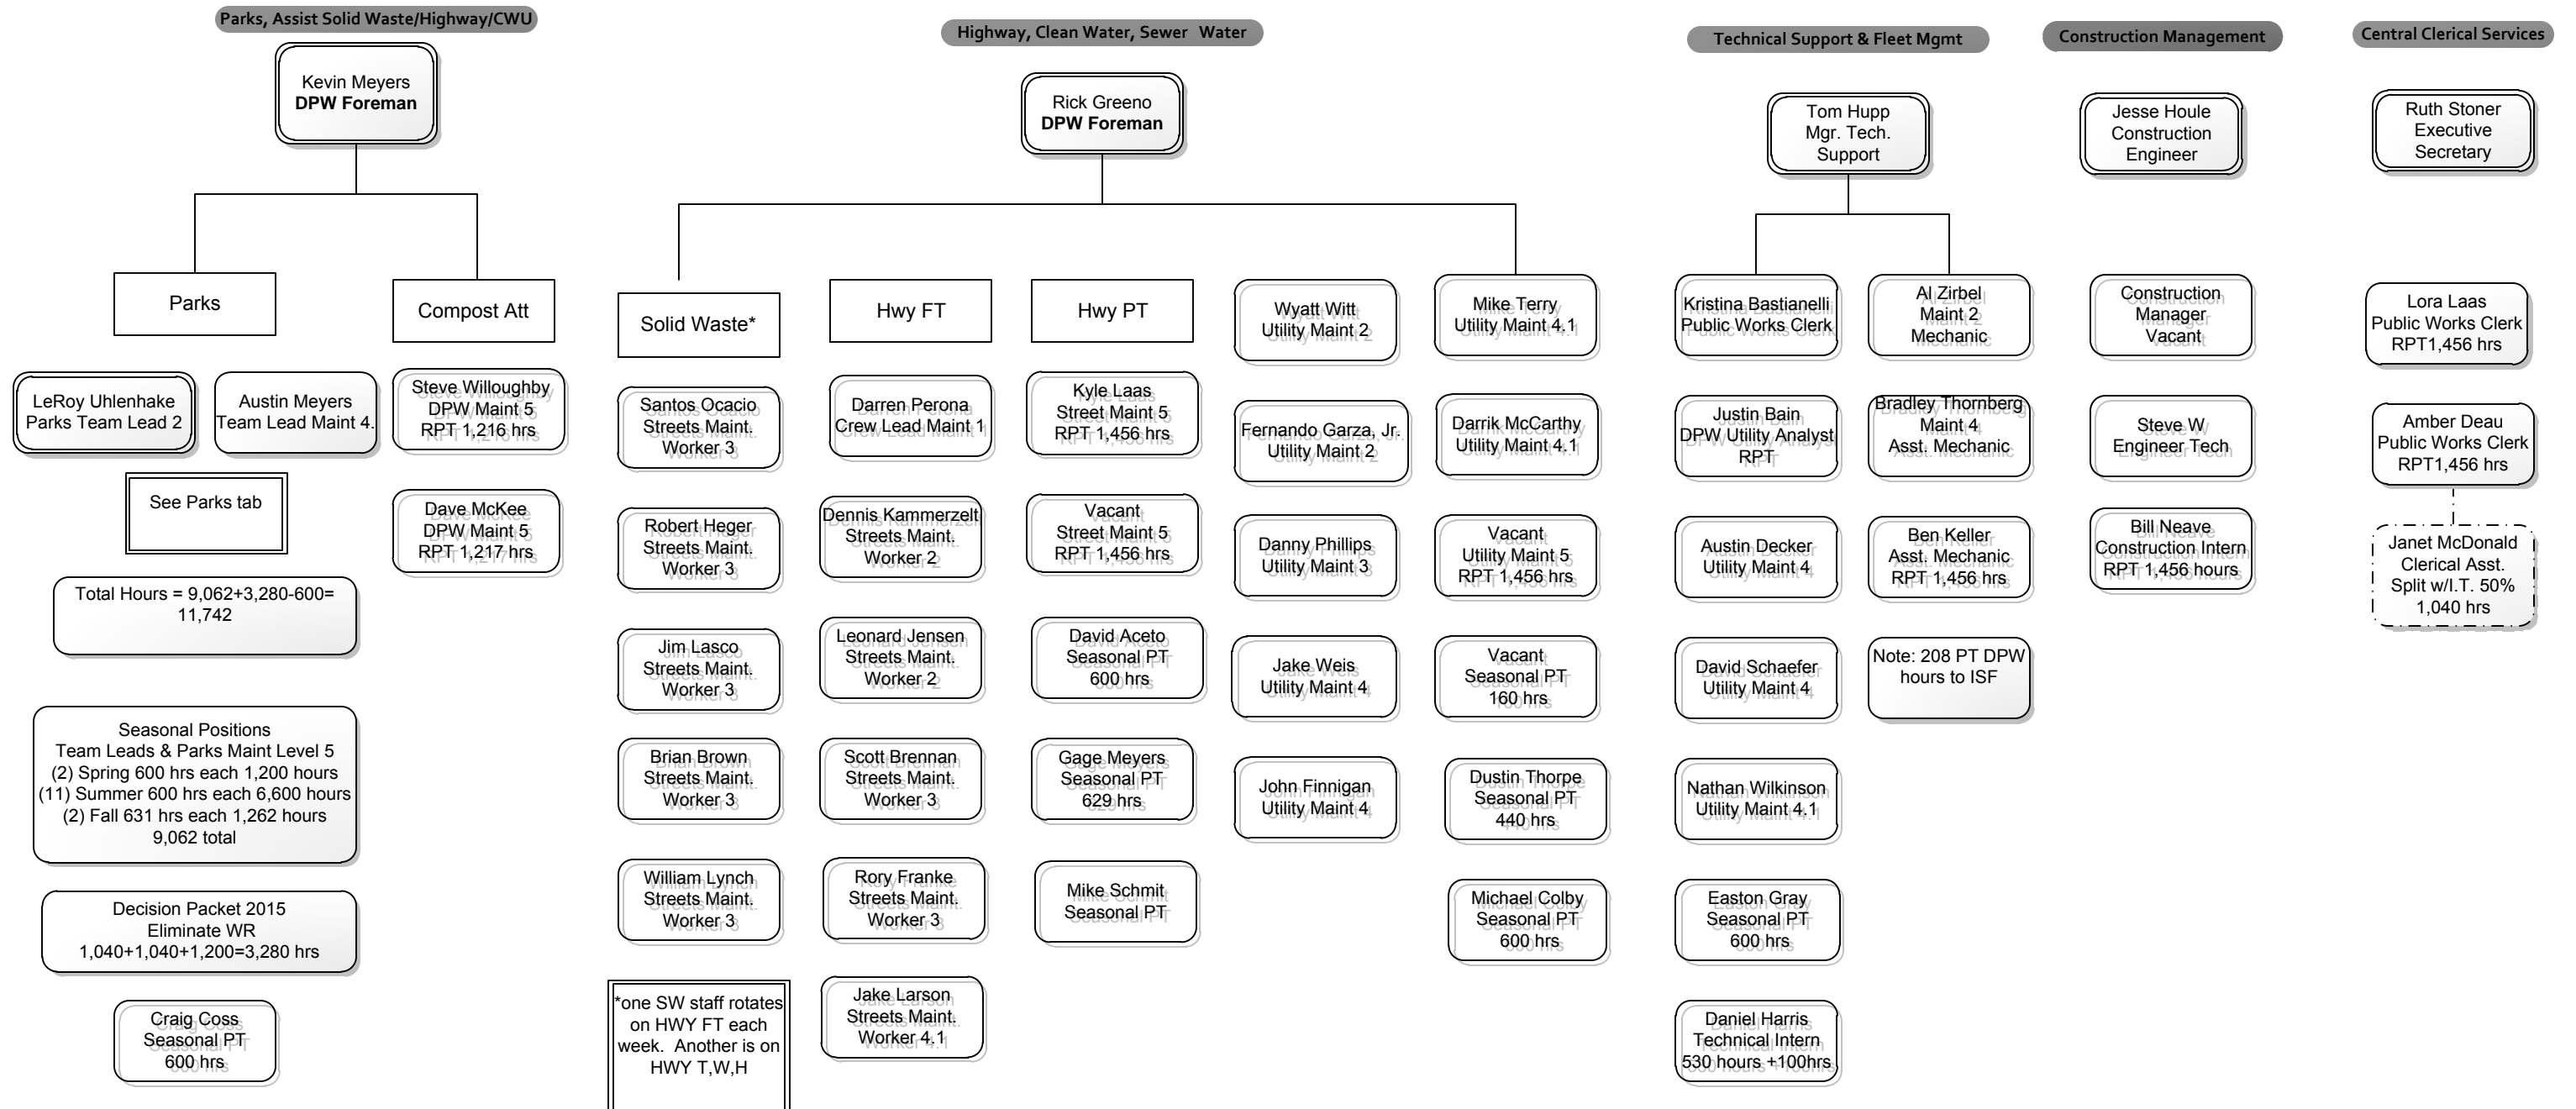 Parks, Assist Solid Waste/Highway/CWU
Kevin Meyers
DPW Foreman
Parks
Compost Att
LeRoy Uhlenhake
Parks Team Lead 2
Austin Meyers
Team Lead Maint 4.
Steve Willoughby
DPW Maint 5
RPT 1,216 hrs
See Parks tab
Dave McKee
DPW Maint 5
RPT 1,217 hrs
Total Hours = 9,062+3,280-600=
11,742
Seasonal Positions
Team Leads & Parks Maint Level 5
(2) Spring 600 hrs each 1,200 hours
(11) Summer 600 hrs each 6,600 hours
(2) Fall 631 hrs each 1,262 hours
9,062 total
Decision Packet 2015
Eliminate WR
1,040+1,040+1,200=3,280 hrs
Craig Coss
Seasonal PT
600 hrs
Highway, Clean Water, Sewer Water
Rick Greeno
DPW Foreman
Solid Waste*
Santos Ocacio
Streets Maint.
Worker 3
Robert Heger
Streets Maint.
Worker 3
Jim Lasco
Streets Maint.
Worker 3
Brian Brown
Streets Maint.
Worker 3
William Lynch
Streets Maint.
Worker 3
*one SW staff rotates
on HWY FT each
week. Another is on
HWY T,W,H
Hwy FT
Darren Perona
Crew Lead Maint 1
Dennis Kammerzelt
Streets Maint.
Worker 2
Leonard Jensen
Streets Maint.
Worker 2
Scott Brennan
Streets Maint.
Worker 3
Rory Franke
Streets Maint.
Worker 3
Jake Larson
Streets Maint.
Worker 4.1
Hwy PT
Kyle Laas
Street Maint 5
RPT 1,456 hrs
Vacant
Street Maint 5
RPT 1,456 hrs
David Aceto
Seasonal PT
600 hrs
Gage Meyers
Seasonal PT
629 hrs
Mike Schmit
Seasonal PT
Wyatt Witt
Utility Maint 2
Fernando Garza, Jr.
Utility Maint 2
Danny Phillips
Utility Maint 3
Jake Weis
Utility Maint 4
John Finnigan
Utility Maint 4
Mike Terry
Utility Maint 4.1
Darrik McCarthy
Utility Maint 4.1
Vacant
Utility Maint 5
RPT 1,456 hrs
Vacant
Seasonal PT
160 hrs
Dustin Thorpe
Seasonal PT
440 hrs
Michael Colby
Seasonal PT
600 hrs
Technical Support & Fleet Mgmt
Tom Hupp
Mgr. Tech.
Support
Kristina Bastianelli
Public Works Clerk
Justin Bain
DPW Utility Analyst
RPT
Austin Decker
Utility Maint 4
David Schaefer
Utility Maint 4
Nathan Wilkinson
Utility Maint 4.1
Easton Gray
Seasonal PT
600 hrs
Daniel Harris
Technical Intern
530 hours +100hrs
Al Zirbel
Maint 2
Mechanic
Bradley Thornberg
Maint 4
Asst. Mechanic
Ben Keller
Asst. Mechanic
RPT 1,456 hrs
Note: 208 PT DPW
hours to ISF
Construction Management
Jesse Houle
Construction
Engineer
Construction
Manager
Vacant
Steve W
Engineer Tech
Bill Neave
Construction Intern
RPT 1,456 hours
Central Clerical Services
Ruth Stoner
Executive
Secretary
Lora Laas
Public Works Clerk
RPT1,456 hrs
Amber Deau
Public Works Clerk
RPT1,456 hrs
Janet McDonald
Clerical Asst.
Split w/I.T. 50%
1,040 hrs